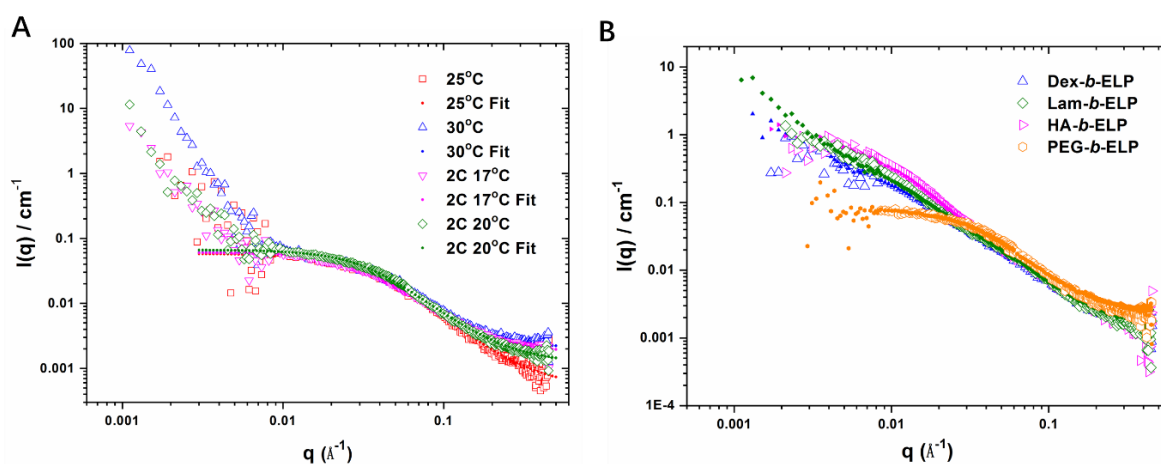 A
100
10
1
0.1
0.01
0.001
I(q) / cm⁻¹
0.001
0.01
0.1
q (Å⁻¹)
25°C
25°C Fit
30°C
30°C Fit
2C 17°C
2C 17°C Fit
2C 20°C
2C 20°C Fit
B
10
1
0.1
0.01
0.001
1E-4
I(q) / cm⁻¹
0.001
0.01
0.1
q (Å⁻¹)
Dex-b-ELP
Lam-b-ELP
HA-b-ELP
PEG-b-ELP